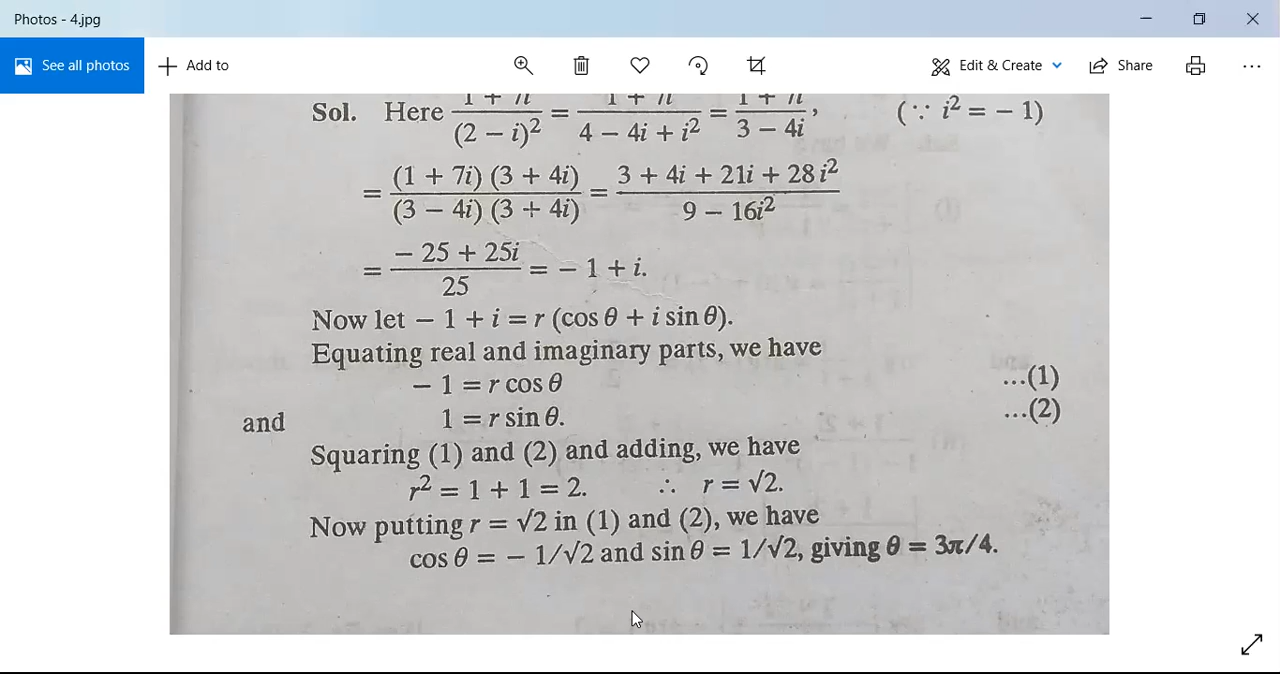 Photos - 4.jpg
See all photos
Add to
Edit & Create
Share
Sol. Here (1 + 7i)/(2 – i)² = (1 + 7i)/(4 – 4i + i²) = (1 + 7i)/(3 – 4i), (∵ i² = – 1)
= (1 + 7i) (3 + 4i)/(3 – 4i) (3 + 4i) = (3 + 4i + 21i + 28i²)/(9 – 16i²)
= (– 25 + 25i)/25 = – 1 + i.
Now let – 1 + i = r (cos θ + i sin θ).
Equating real and imaginary parts, we have
– 1 = r cos θ ...(1)
and 1 = r sin θ. ...(2)
Squaring (1) and (2) and adding, we have
r² = 1 + 1 = 2. ∴ r = √2.
Now putting r = √2 in (1) and (2), we have
cos θ = – 1/√2 and sin θ = 1/√2, giving θ = 3π/4.